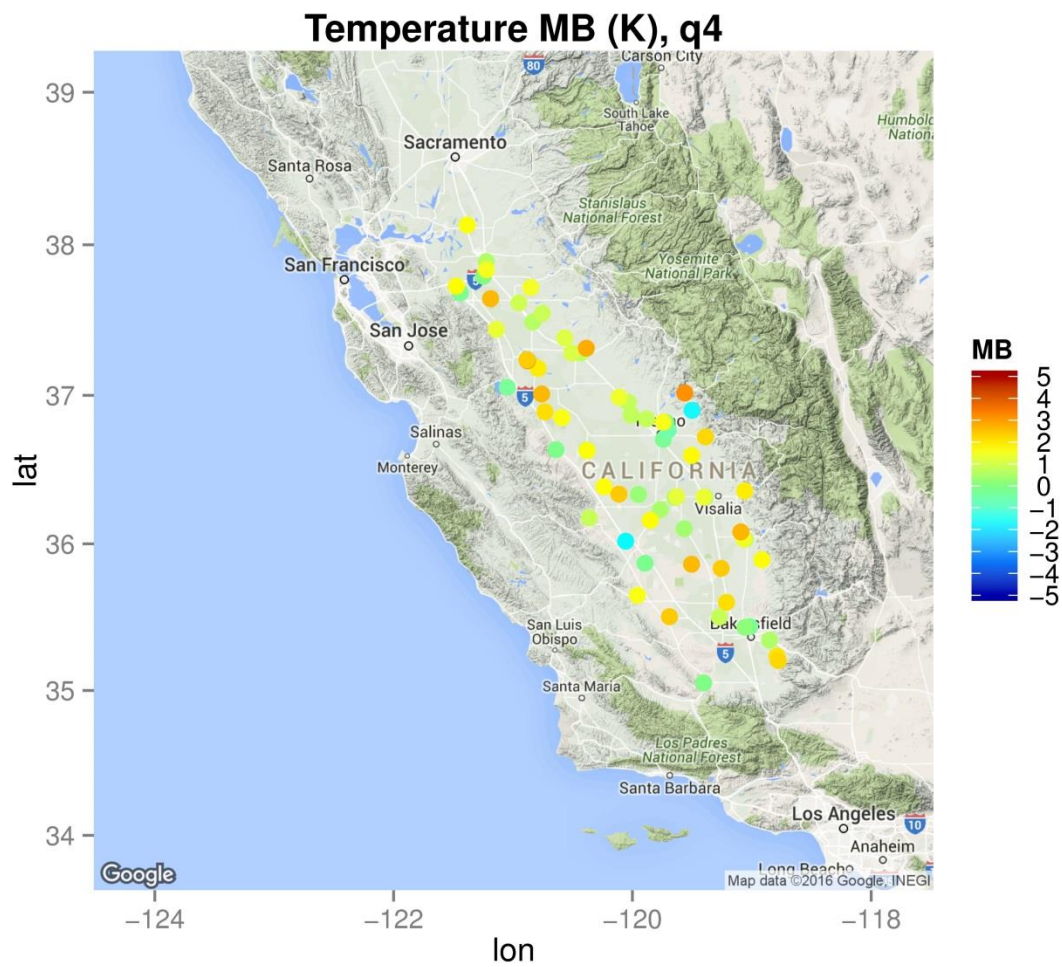 Temperature MB (K), q4
80
Carson City
39
South Lake
Tahoe
Sacramento
Santa Rosa
Stanislaus
National Forest
38
San Francisco
5
Yosemite
National Park
San Jose
MB
5
4
3
2
1
0
−1
−2
−3
−4
−5
37
5
Salinas
Monterey
CALIFORNIA
Visalia
lat
36
San Luis
Obispo
5
Santa Maria
35
Los Padres
National Forest
Santa Barbara
Los Angeles
10
34
Anaheim
Long Beach
Google
Map data ©2016 Google, INEGI
−124
−122
−120
−118
lon